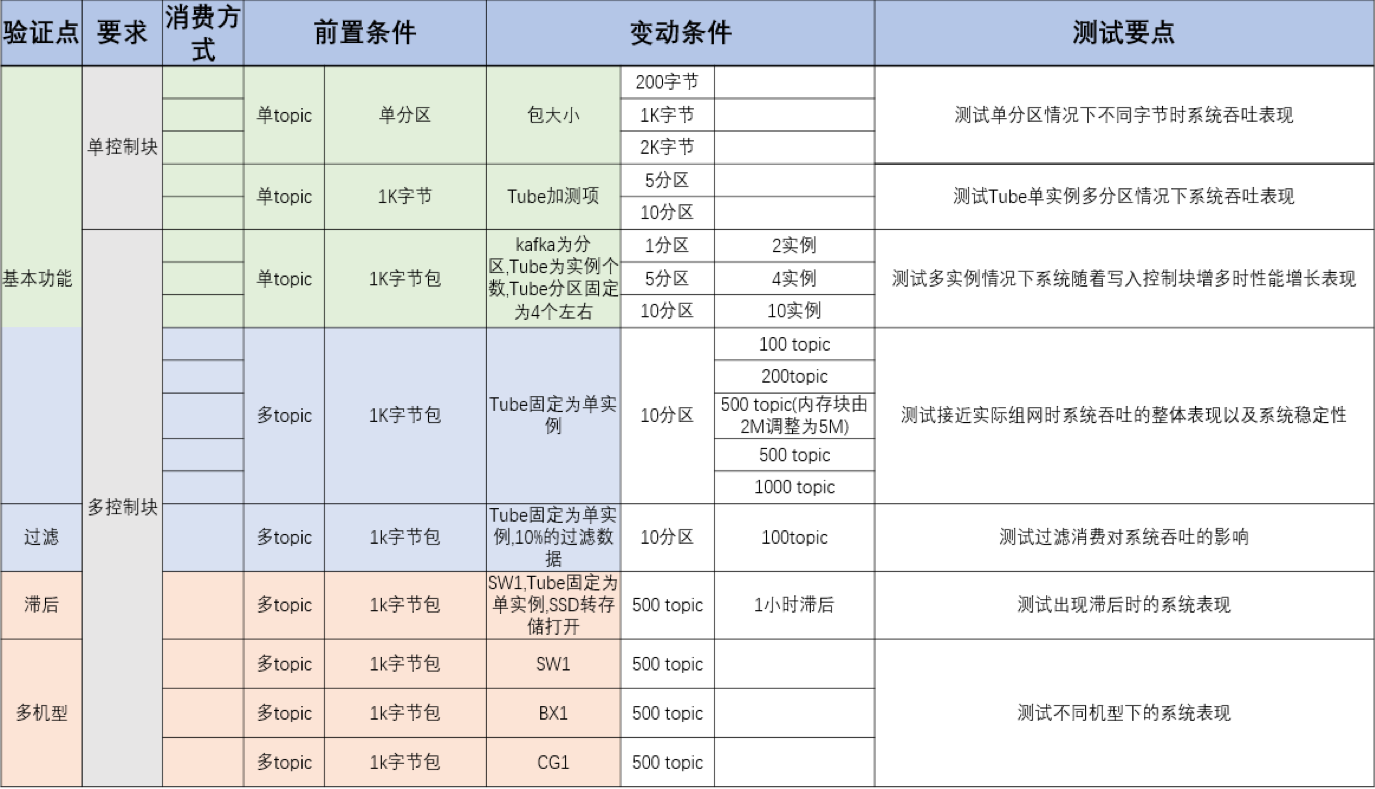 验证点 要求 消费方式 前置条件 变动条件 测试要点
基本功能
单控制块
单topic 单分区 包大小
200字节
1K字节
2K字节
测试单分区情况下不同字节时系统吞吐表现
单topic 1K字节 Tube加测项
5分区
10分区
测试Tube单实例多分区情况下系统吞吐表现
多控制块
单topic 1K字节包
kafka为分
区,Tube为实例个
数,Tube分区固定
为4个左右
1分区 2实例
5分区 4实例
10分区 10实例
测试多实例情况下系统随着写入控制块增多时性能增长表现
多topic 1K字节包
Tube固定为单实
例
10分区
100 topic
200topic
500 topic(内存块由
2M调整为5M)
500 topic
1000 topic
测试接近实际组网时系统吞吐的整体表现以及系统稳定性
过滤 多topic 1k字节包
Tube固定为单实
例,10%的过滤数
据
10分区 100topic 测试过滤消费对系统吞吐的影响
滞后 多topic 1k字节包
SW1,Tube固定为
单实例,SSD转存
储打开
500 topic 1小时滞后 测试出现滞后时的系统表现
多机型
多topic 1k字节包 SW1 500 topic
多topic 1k字节包 BX1 500 topic
多topic 1k字节包 CG1 500 topic
测试不同机型下的系统表现